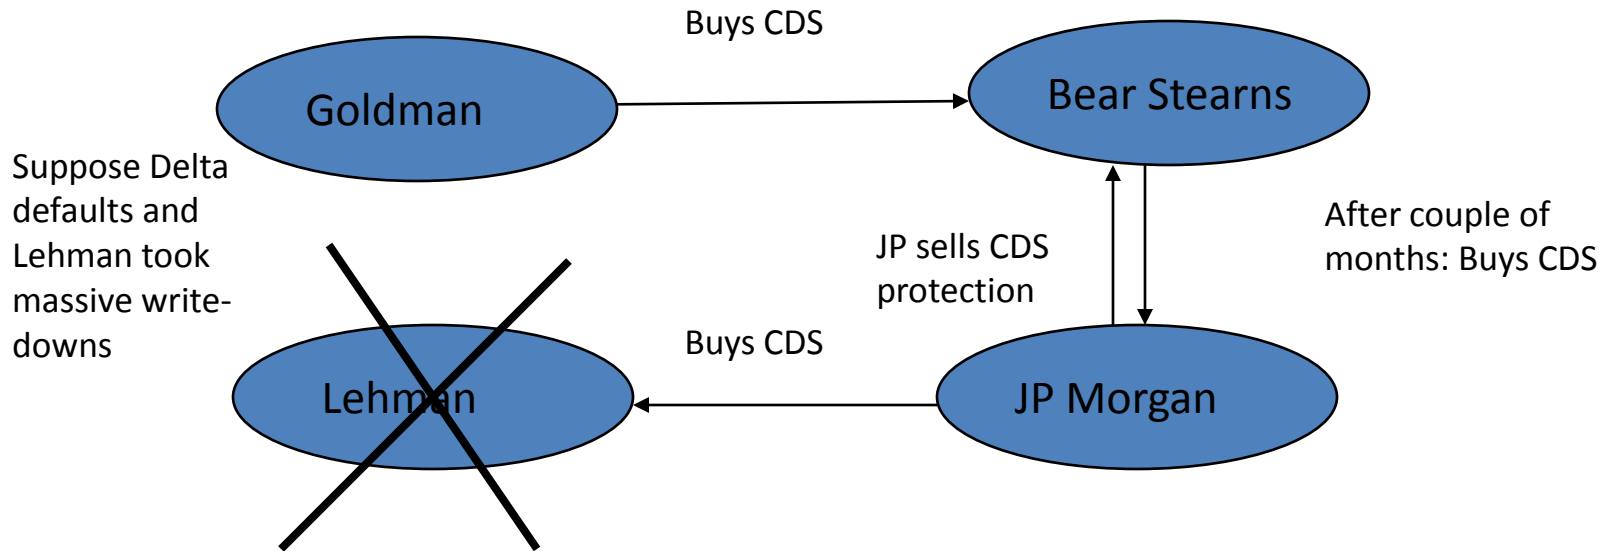 Buys CDS
Goldman
Bear Stearns
Suppose Delta
defaults and
Lehman took
massive write-
downs
JP sells CDS
protection
After couple of
months: Buys CDS
Buys CDS
Lehman
JP Morgan